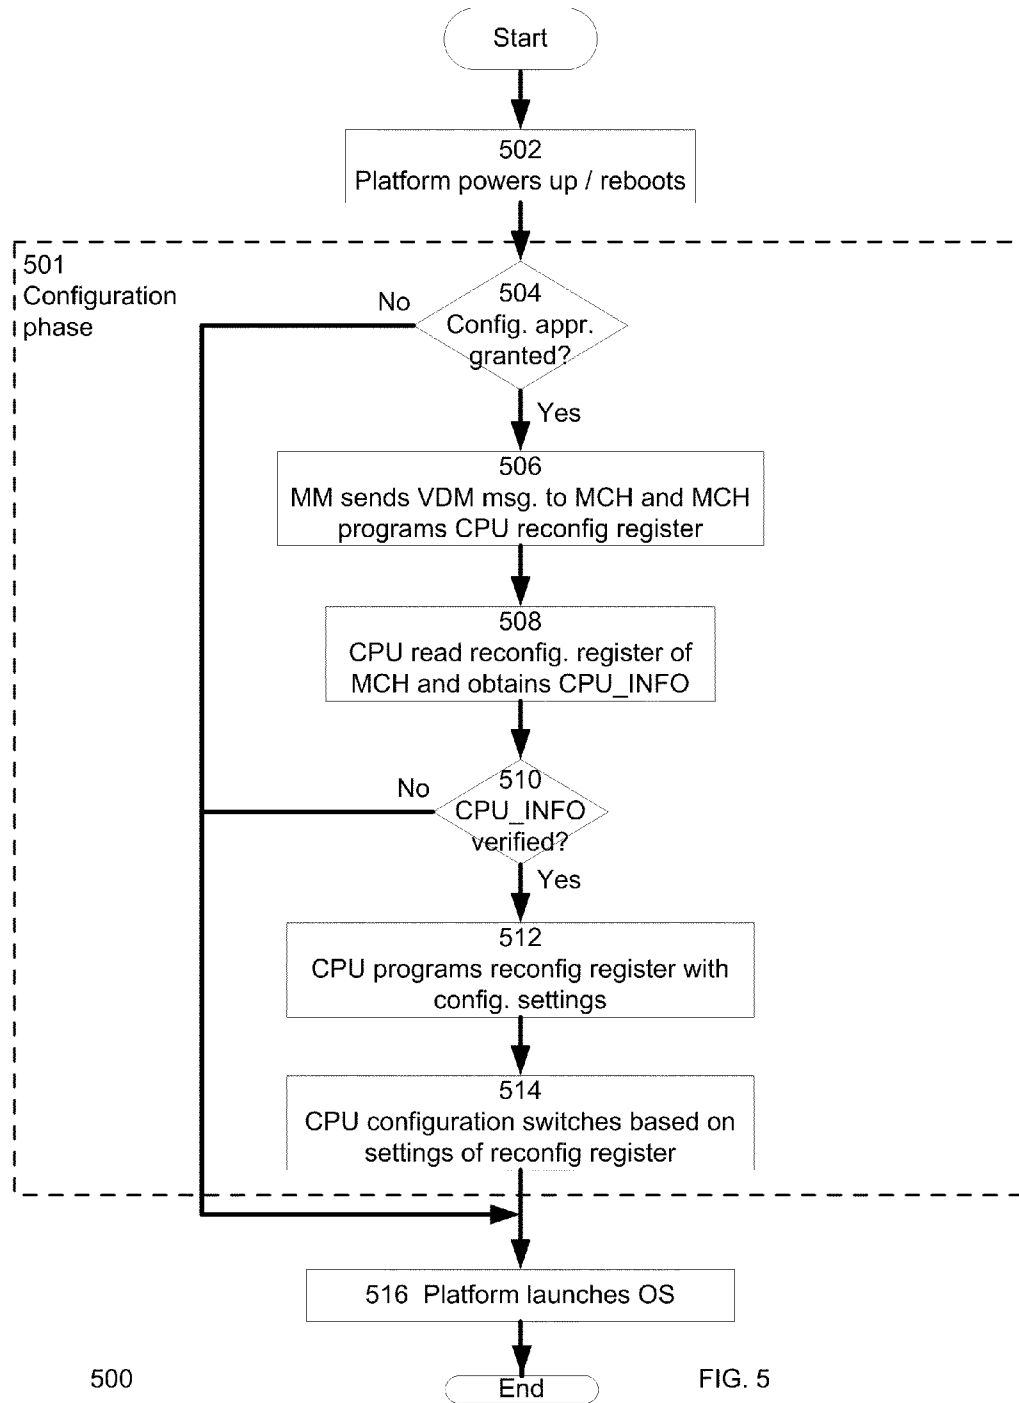 Start
502
Platform powers up / reboots
501
Configuration
phase
No
504
Config. appr.
granted?
Yes
506
MM sends VDM msg. to MCH and MCH
programs CPU reconfig register
508
CPU read reconfig. register of
MCH and obtains CPU_INFO
No
510
CPU_INFO
verified?
Yes
512
CPU programs reconfig register with
config. settings
514
CPU configuration switches based on
settings of reconfig register
516 Platform launches OS
End
500
FIG. 5